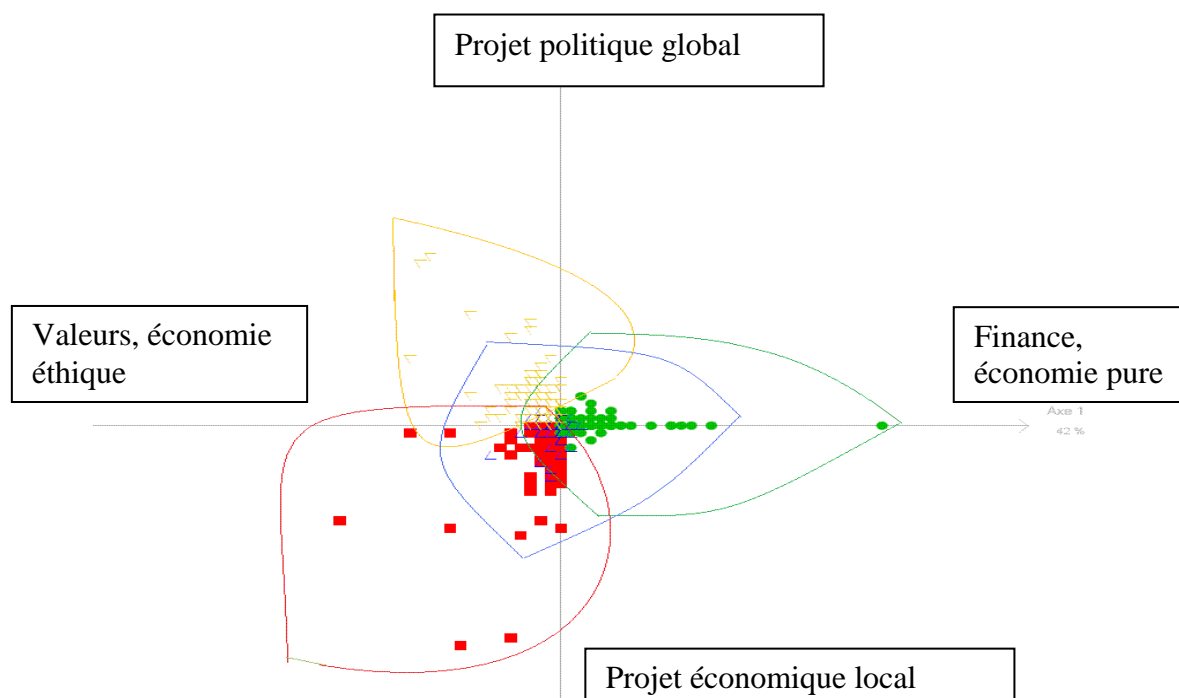 Projet politique global
Valeurs, économie
éthique
Finance,
économie pure
Axe 1
42 %
Projet économique local